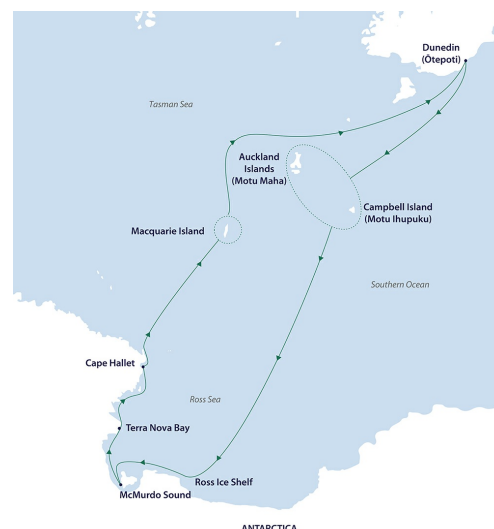 Dunedin
(Ōtepoti)
Tasman Sea
Auckland
Islands
(Motu Maha)
Campbell Island
(Motu Ihupuku)
Macquarie Island
Southern Ocean
Cape Hallet
Ross Sea
Terra Nova Bay
Ross Ice Shelf
McMurdo Sound
ANTARCTICA